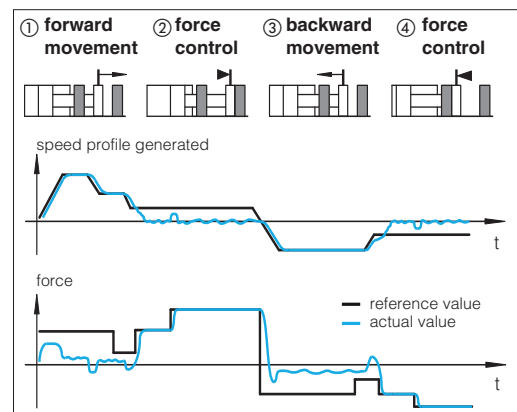 ① forward movement
② force control
③ backward movement
④ force control
speed profile generated
t
force
reference value
actual value
t